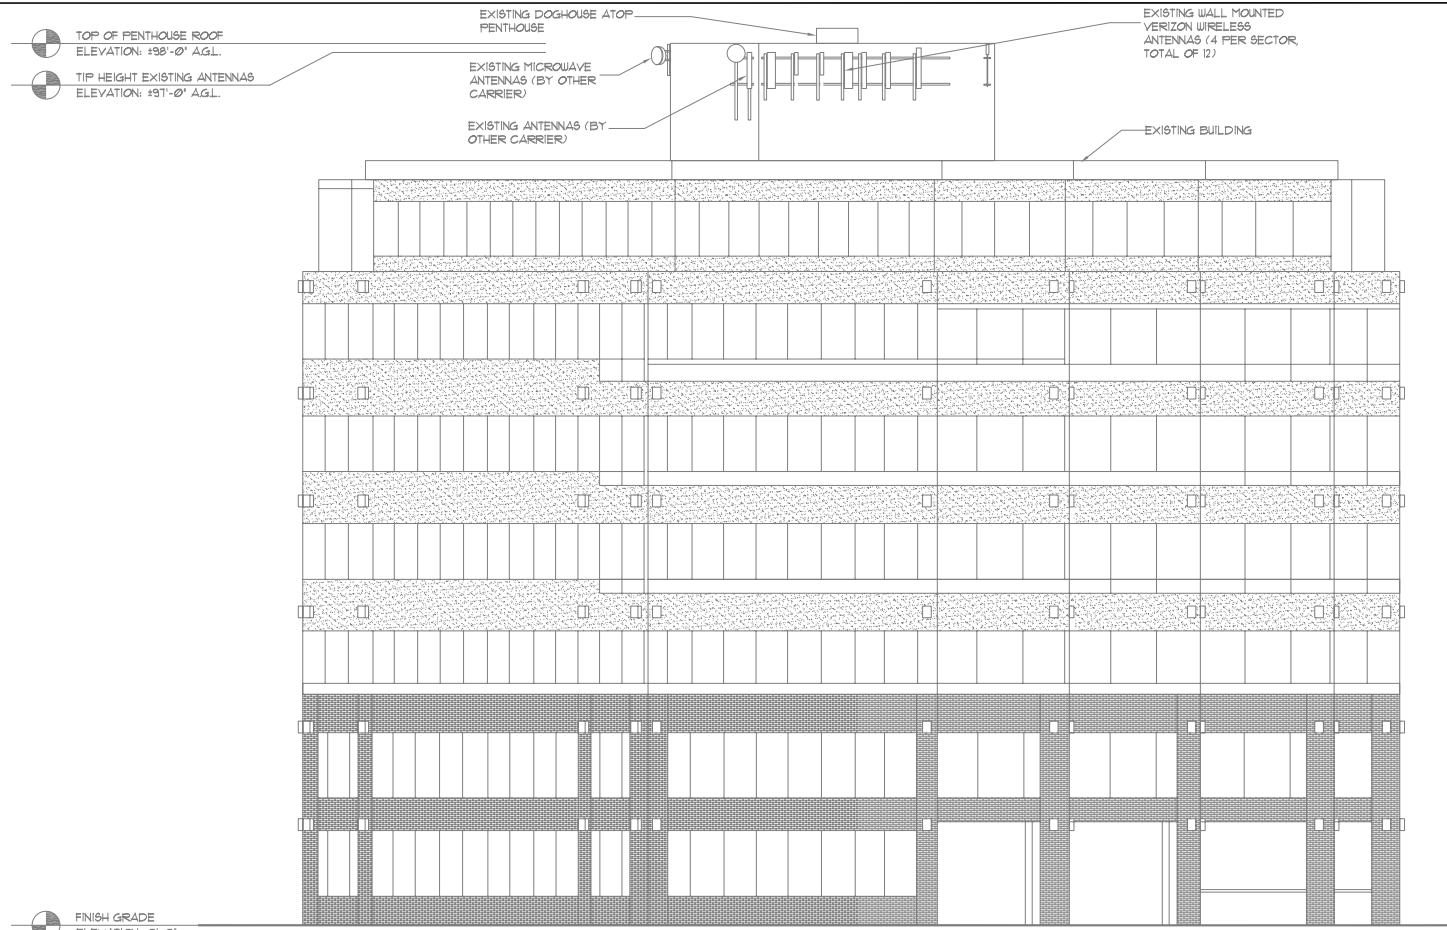 TOP OF PENTHOUSE ROOF
ELEVATION: ±98'-0" A.G.L.
TIP HEIGHT EXISTING ANTENNAS
ELEVATION: ±97'-0" A.G.L.
EXISTING DOGHOUSE ATOP
PENTHOUSE
EXISTING MICROWAVE
ANTENNAS (BY OTHER
CARRIER)
EXISTING ANTENNAS (BY
OTHER CARRIER)
EXISTING WALL MOUNTED
VERIZON WIRELESS
ANTENNAS (4 PER SECTOR,
TOTAL OF 12)
EXISTING BUILDING
FINISH GRADE